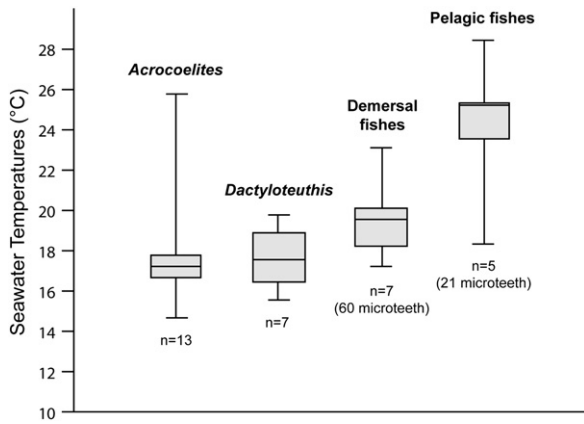 Pelagic fishes
28
Acrocoelites
26
Demersal
fishes
24
22
Dactyloteuthis
20
18
n=5
(21 microteeth)
16
n=7
(60 microteeth)
n=7
14
n=13
12
10
Seawater Temperatures (°C)